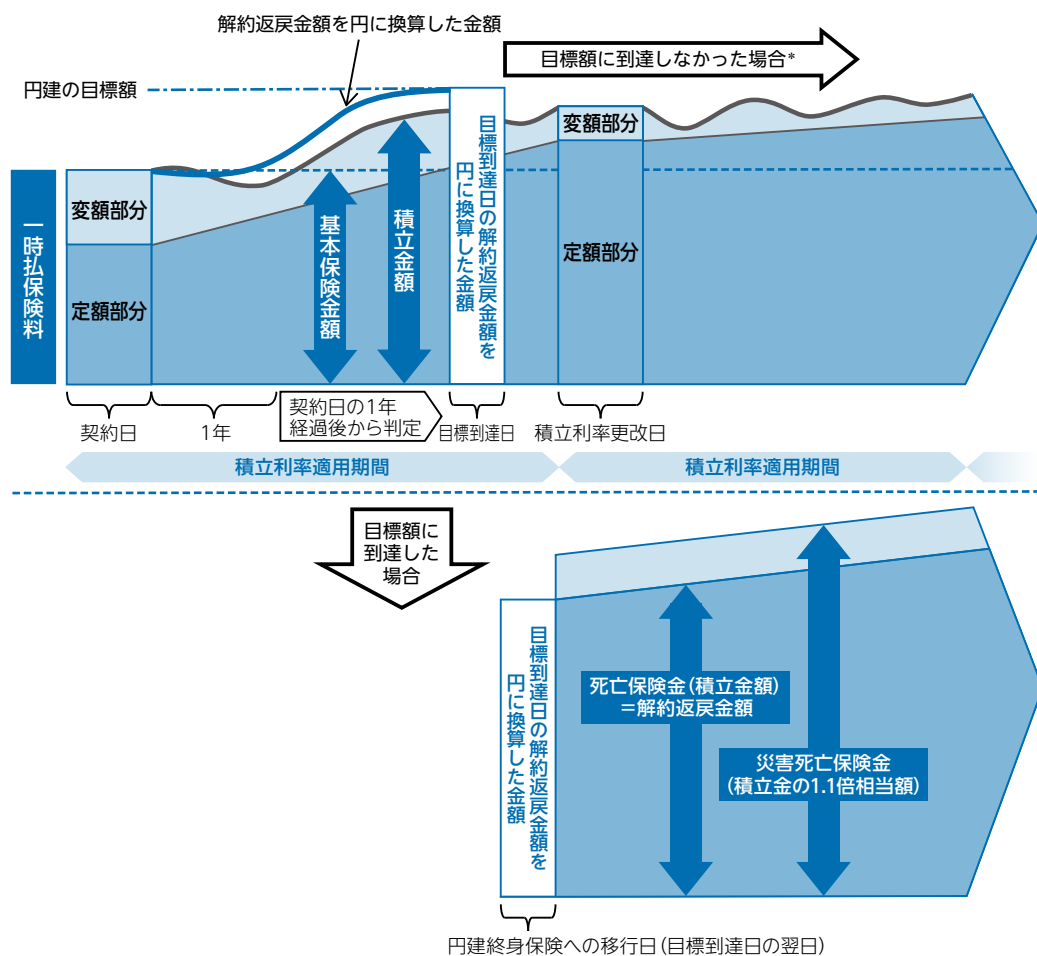 解約返戻金額を円に換算した金額
目標額に到達しなかった場合*
円建の目標額
一時払保険料
変額部分
定額部分
基本保険金額
積立金額
目標到達日の解約返戻金額を
円に換算した金額
変額部分
定額部分
契約日
1年
契約日の1年
経過後から判定
目標到達日
積立利率更改日
積立利率適用期間
積立利率適用期間
目標額に
到達した
場合
目標到達日の解約返戻金額を
円に換算した金額
死亡保険金(積立金額)
＝解約返戻金額
災害死亡保険金
(積立金の1.1倍相当額)
円建終身保険への移行日(目標到達日の翌日)